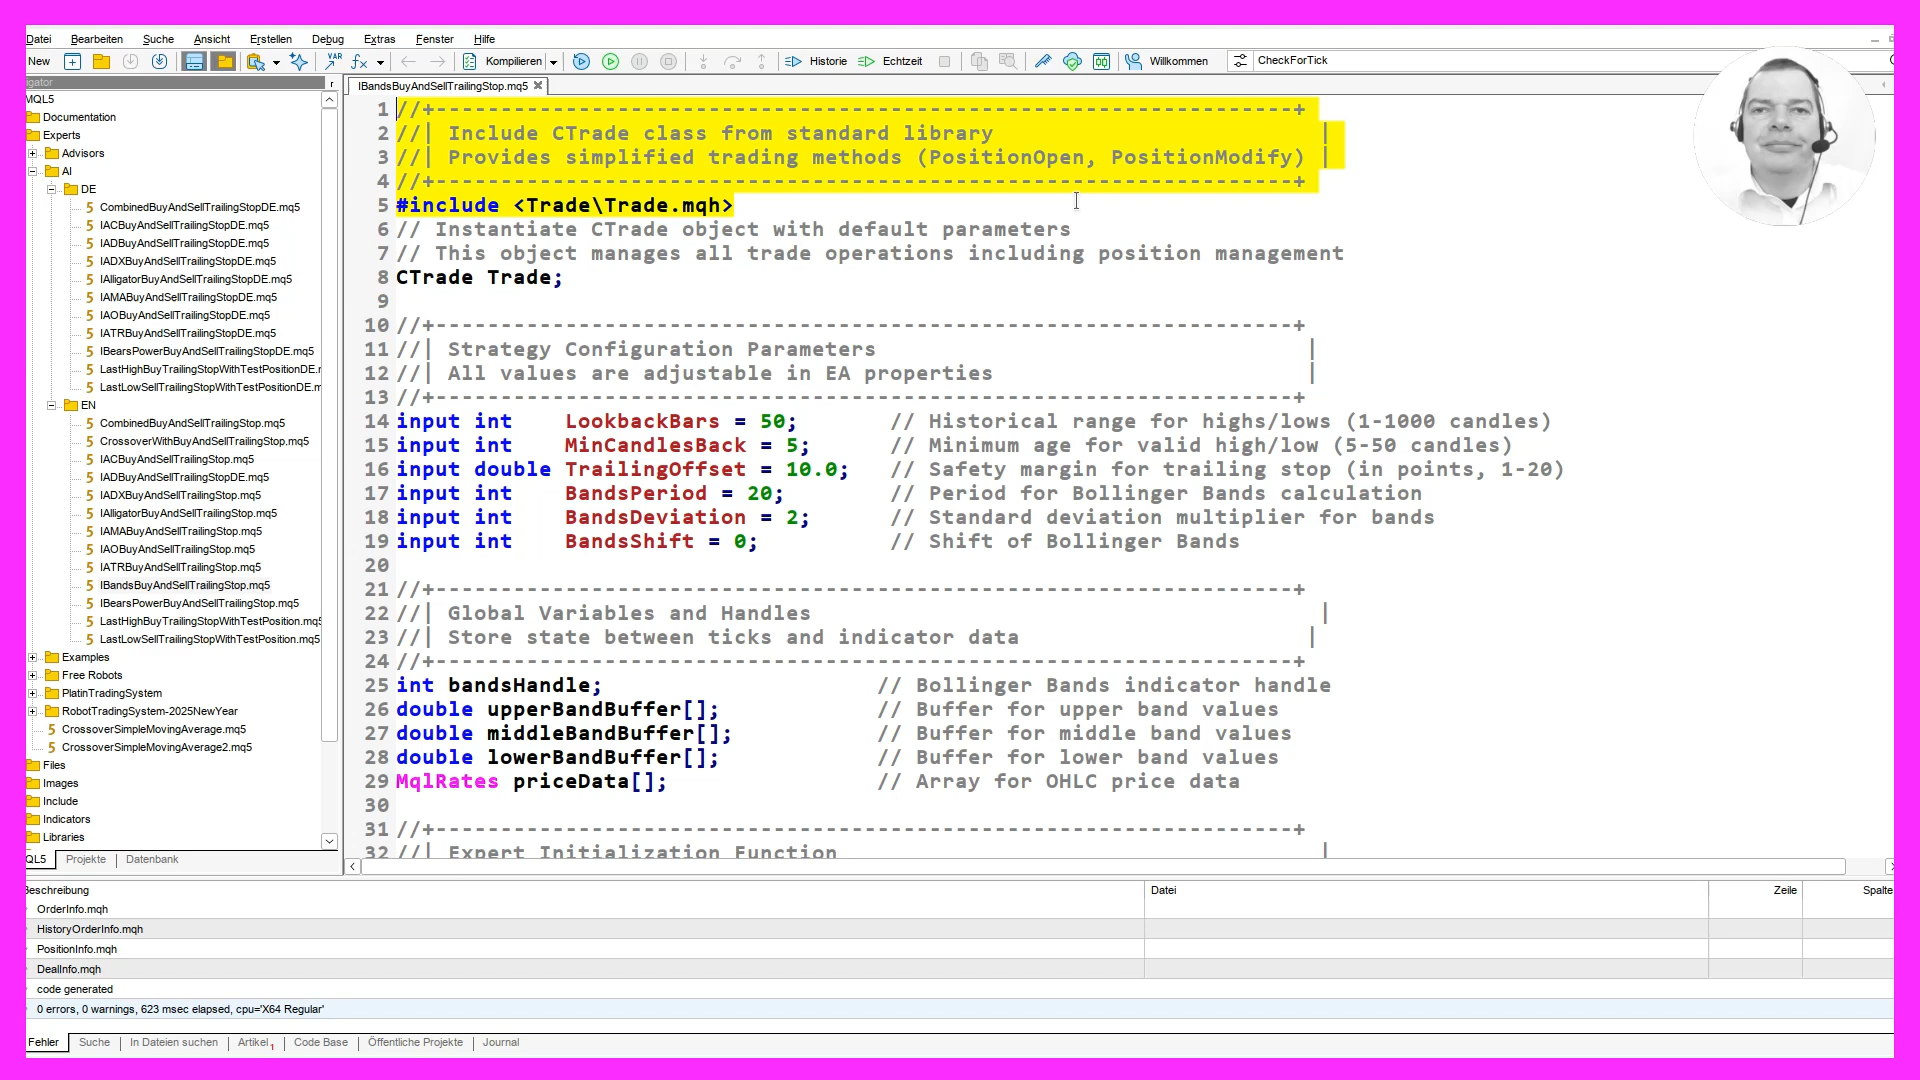 Datei Bearbeiten Suche Ansicht Erstellen Debug Extras Fenster Hilfe
New VAR Kompilieren Historie Echtzeit Willkommen CheckForTick
igator
IBandsBuyAndSellTrailingStop.mq5
MQL5
Documentation
Experts
Advisors
AI
DE
CombinedBuyAndSellTrailingStopDE.mq5
IACBuyAndSellTrailingStopDE.mq5
IADBuyAndSellTrailingStopDE.mq5
IADXBuyAndSellTrailingStopDE.mq5
IAlligatorBuyAndSellTrailingStopDE.mq5
IAMABuyAndSellTrailingStopDE.mq5
IAOBuyAndSellTrailingStopDE.mq5
IATRBuyAndSellTrailingStopDE.mq5
IBearsPowerBuyAndSellTrailingStopDE.mq5
LastHighBuyTrailingStopWithTestPositionDE.r
LastLowSellTrailingStopWithTestPositionDE.m
EN
CombinedBuyAndSellTrailingStop.mq5
CrossoverWithBuyAndSellTrailingStop.mq5
IACBuyAndSellTrailingStop.mq5
IADBuyAndSellTrailingStopDE.mq5
IADXBuyAndSellTrailingStop.mq5
IAlligatorBuyAndSellTrailingStop.mq5
IAMABuyAndSellTrailingStop.mq5
IAOBuyAndSellTrailingStop.mq5
IATRBuyAndSellTrailingStop.mq5
IBandsBuyAndSellTrailingStop.mq5
IBearsPowerBuyAndSellTrailingStop.mq5
LastHighBuyTrailingStopWithTestPosition.mq5
LastLowSellTrailingStopWithTestPosition.mq5
Examples
Free Robots
PlatinTradingSystem
RobotTradingSystem-2025NewYear
CrossoverSimpleMovingAverage.mq5
CrossoverSimpleMovingAverage2.mq5
Files
Images
Include
Indicators
Libraries
QL5 Projekte Datenbank
1 //+------------------------------------------------------------------+
2 //| Include CTrade class from standard library |
3 //| Provides simplified trading methods (PositionOpen, PositionModify) |
4 //+------------------------------------------------------------------+
5 #include <Trade\Trade.mqh>
6 // Instantiate CTrade object with default parameters
7 // This object manages all trade operations including position management
8 CTrade Trade;
9
10 //+------------------------------------------------------------------+
11 //| Strategy Configuration Parameters |
12 //| All values are adjustable in EA properties |
13 //+------------------------------------------------------------------+
14 input int LookbackBars = 50; // Historical range for highs/lows (1-1000 candles)
15 input int MinCandlesBack = 5; // Minimum age for valid high/low (5-50 candles)
16 input double TrailingOffset = 10.0; // Safety margin for trailing stop (in points, 1-20)
17 input int BandsPeriod = 20; // Period for Bollinger Bands calculation
18 input int BandsDeviation = 2; // Standard deviation multiplier for bands
19 input int BandsShift = 0; // Shift of Bollinger Bands
20
21 //+------------------------------------------------------------------+
22 //| Global Variables and Handles |
23 //| Store state between ticks and indicator data |
24 //+------------------------------------------------------------------+
25 int bandsHandle; // Bollinger Bands indicator handle
26 double upperBandBuffer[]; // Buffer for upper band values
27 double middleBandBuffer[]; // Buffer for middle band values
28 double lowerBandBuffer[]; // Buffer for lower band values
29 MqlRates priceData[]; // Array for OHLC price data
30
31 //+------------------------------------------------------------------+
32 //| Expert Initialization Function |
Beschreibung Datei Zeile Spalte
OrderInfo.mqh
HistoryOrderInfo.mqh
PositionInfo.mqh
DealInfo.mqh
code generated
0 errors, 0 warnings, 623 msec elapsed, cpu='X64 Regular'
Fehler Suche In Dateien suchen Artikel 1 Code Base Öffentliche Projekte Journal